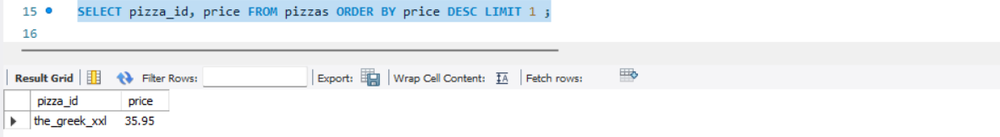 15 SELECT pizza_id, price FROM pizzas ORDER BY price DESC LIMIT 1 ;
16
Result Grid Filter Rows: Export: Wrap Cell Content: Fetch rows:
pizza_id price
the_greek_xxl 35.95